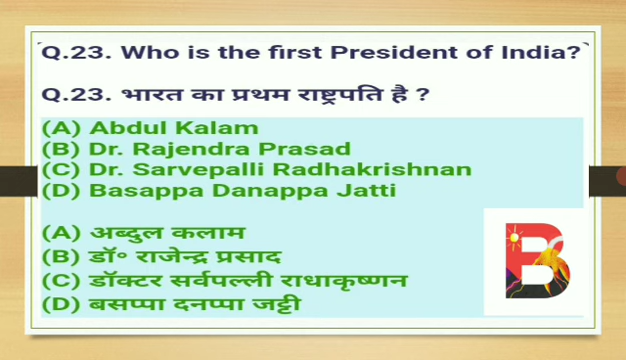 Q.23. Who is the first President of India?
Q.23. भारत का प्रथम राष्ट्रपति है ?
(A) Abdul Kalam
(B) Dr. Rajendra Prasad
(C) Dr. Sarvepalli Radhakrishnan
(D) Basappa Danappa Jatti
(A) अब्दुल कलाम
(B) डॉ॰ राजेन्द्र प्रसाद
(C) डॉक्टर सर्वपल्ली राधाकृष्णन
(D) बसप्पा दनप्पा जट्टी
B